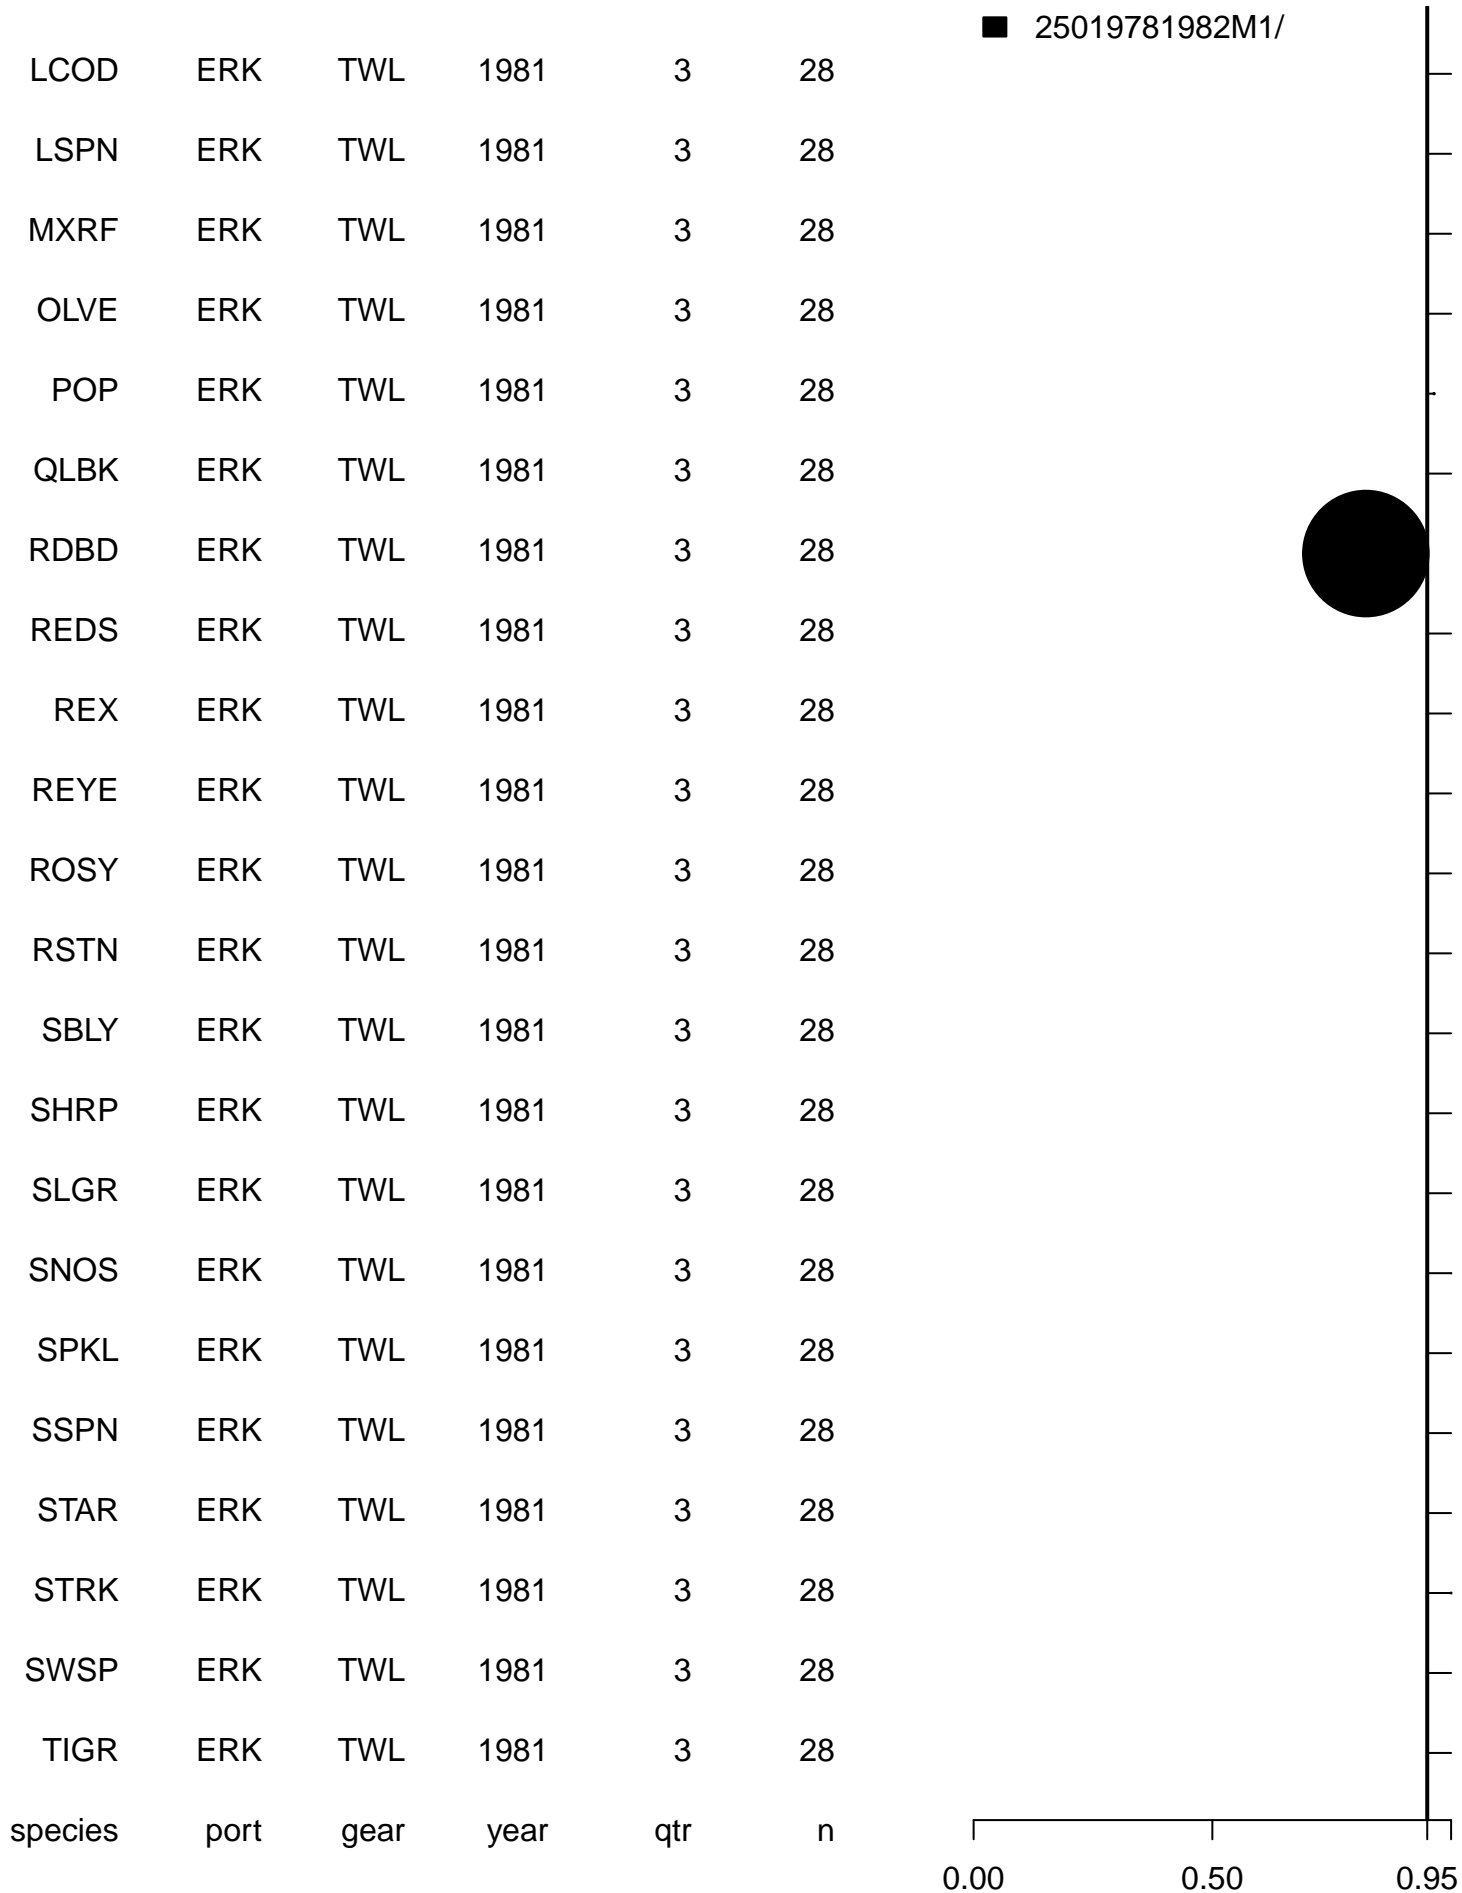 25019781982M1/
LCOD ERK TWL 1981 3 28
LSPN ERK TWL 1981 3 28
MXRF ERK TWL 1981 3 28
OLVE ERK TWL 1981 3 28
POP ERK TWL 1981 3 28
QLBK ERK TWL 1981 3 28
RDBD ERK TWL 1981 3 28
REDS ERK TWL 1981 3 28
REX ERK TWL 1981 3 28
REYE ERK TWL 1981 3 28
ROSY ERK TWL 1981 3 28
RSTN ERK TWL 1981 3 28
SBLY ERK TWL 1981 3 28
SHRP ERK TWL 1981 3 28
SLGR ERK TWL 1981 3 28
SNOS ERK TWL 1981 3 28
SPKL ERK TWL 1981 3 28
SSPN ERK TWL 1981 3 28
STAR ERK TWL 1981 3 28
STRK ERK TWL 1981 3 28
SWSP ERK TWL 1981 3 28
TIGR ERK TWL 1981 3 28
species port gear year qtr n
0.00 0.50 0.95